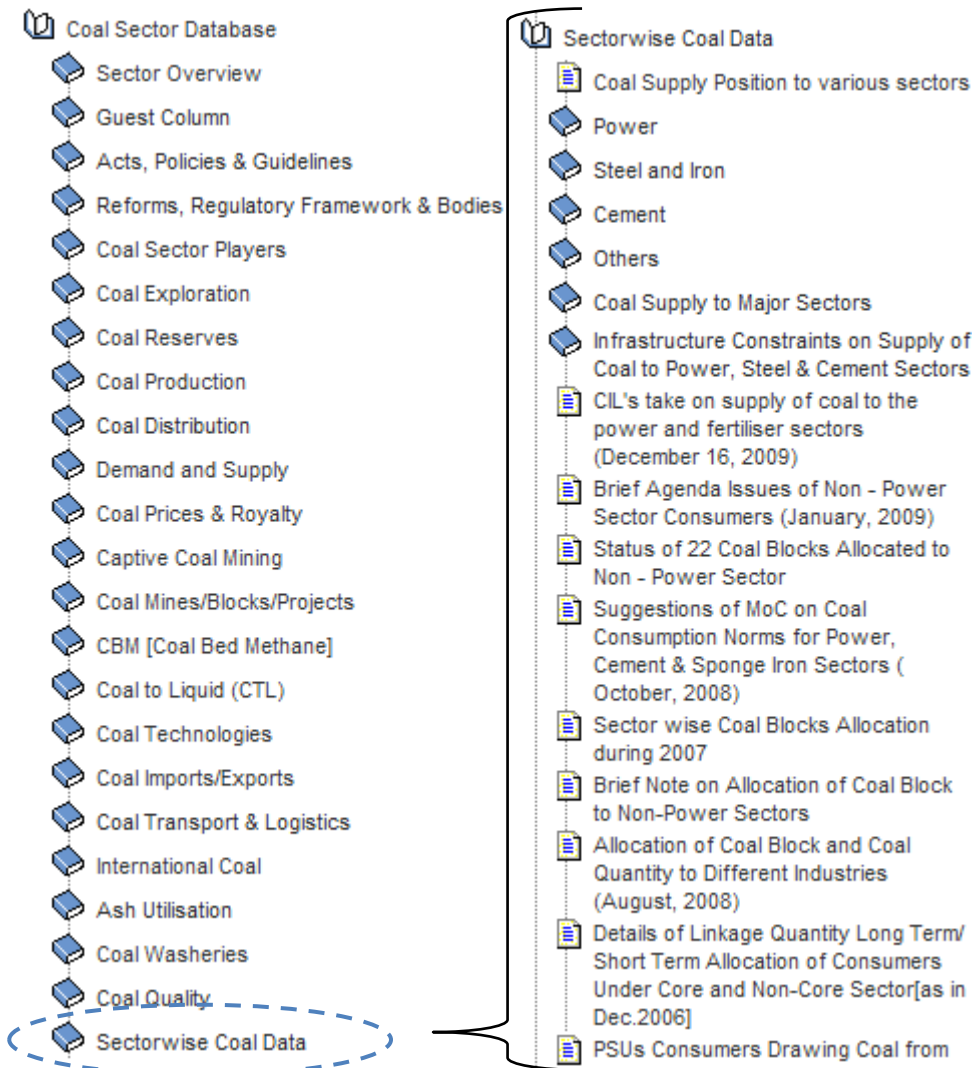 Coal Sector Database
Sector Overview
Guest Column
Acts, Policies & Guidelines
Reforms, Regulatory Framework & Bodies
Coal Sector Players
Coal Exploration
Coal Reserves
Coal Production
Coal Distribution
Demand and Supply
Coal Prices & Royalty
Captive Coal Mining
Coal Mines/Blocks/Projects
CBM [Coal Bed Methane]
Coal to Liquid (CTL)
Coal Technologies
Coal Imports/Exports
Coal Transport & Logistics
International Coal
Ash Utilisation
Coal Washeries
Coal Quality
Sectorwise Coal Data
Sectorwise Coal Data
Coal Supply Position to various sectors
Power
Steel and Iron
Cement
Others
Coal Supply to Major Sectors
Infrastructure Constraints on Supply of
Coal to Power, Steel & Cement Sectors
CIL's take on supply of coal to the
power and fertiliser sectors
(December 16, 2009)
Brief Agenda Issues of Non - Power
Sector Consumers (January, 2009)
Status of 22 Coal Blocks Allocated to
Non - Power Sector
Suggestions of MoC on Coal
Consumption Norms for Power,
Cement & Sponge Iron Sectors (
October, 2008)
Sector wise Coal Blocks Allocation
during 2007
Brief Note on Allocation of Coal Block
to Non-Power Sectors
Allocation of Coal Block and Coal
Quantity to Different Industries
(August, 2008)
Details of Linkage Quantity Long Term/
Short Term Allocation of Consumers
Under Core and Non-Core Sector[as in
Dec.2006]
PSUs Consumers Drawing Coal from